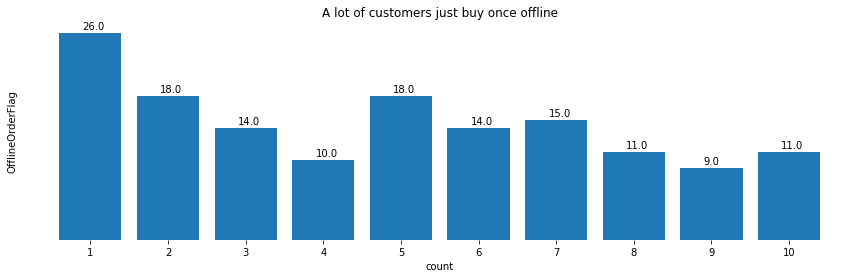 A lot of customers just buy once offline
26.0
18.0
14.0
10.0
18.0
14.0
15.0
11.0
9.0
11.0
OfflineOrderFlag
1 2 3 4 5 6 7 8 9 10
count